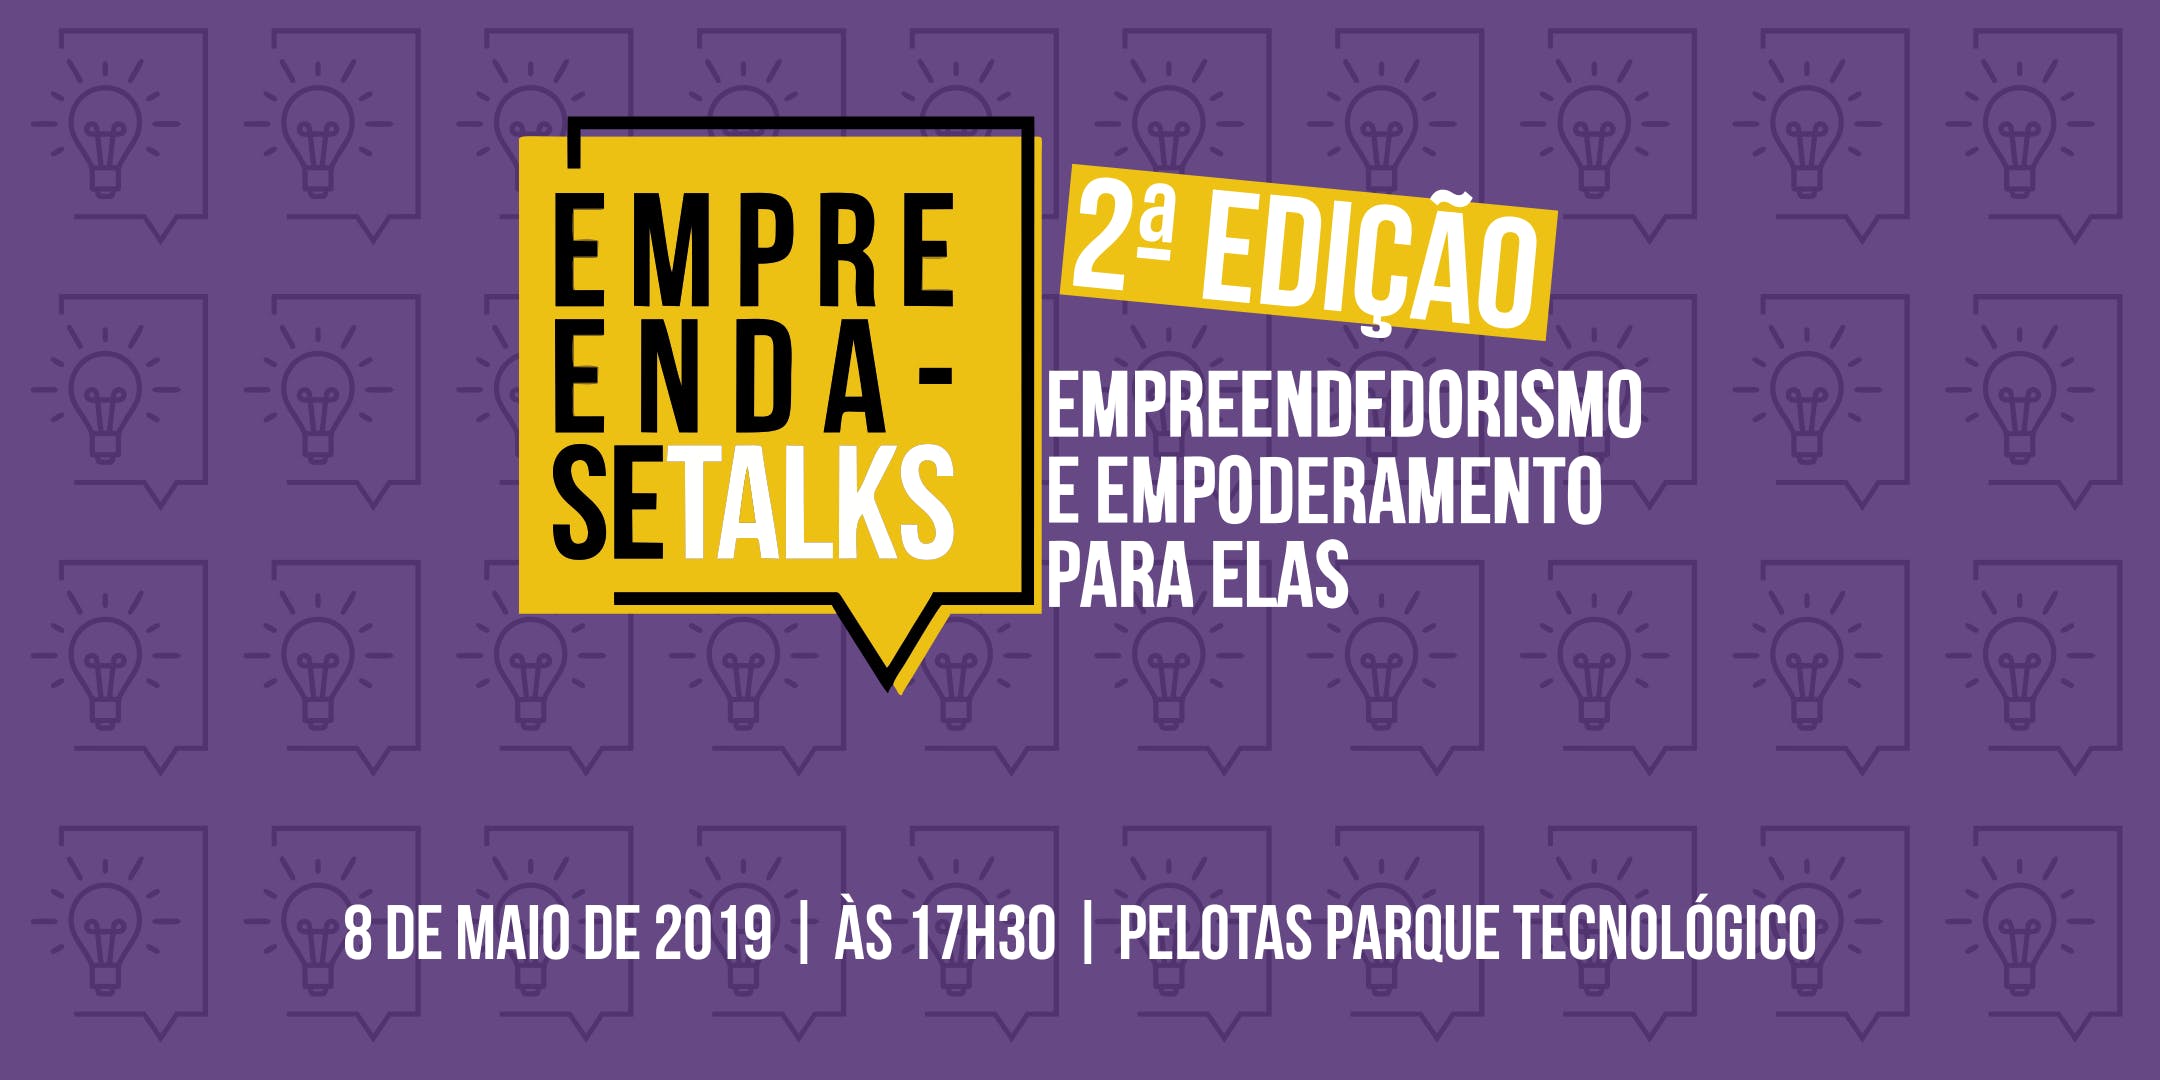 EMPRE
ENDA-
SETALKS
2ª EDIÇÃO
EMPREENDEDORISMO
E EMPODERAMENTO
PARA ELAS
8 DE MAIO DE 2019 | ÀS 17H30 | PELOTAS PARQUE TECNOLÓGICO